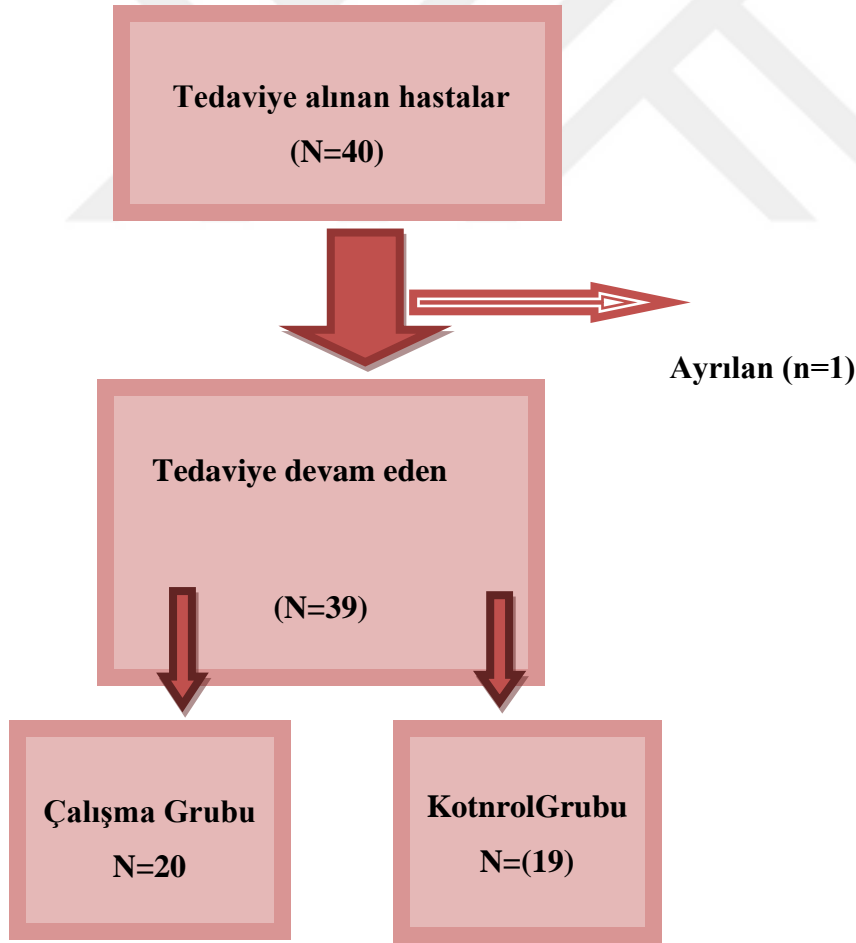 Tedaviye alınan hastalar
(N=40)
Ayrılan (n=1)
Tedaviye devam eden
(N=39)
Çalışma Grubu
N=20
KotnrolGrubu
N=(19)